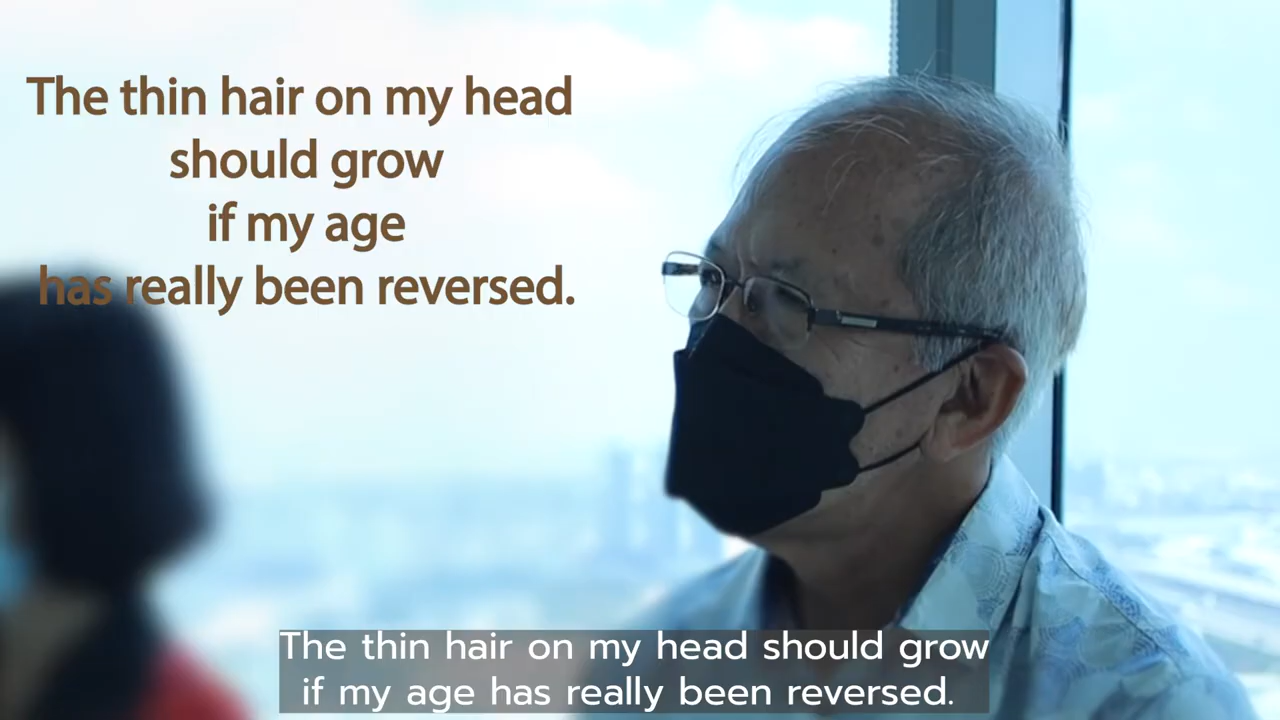 The thin hair on my head
should grow
if my age
has really been reversed.
The thin hair on my head should grow
if my age has really been reversed.